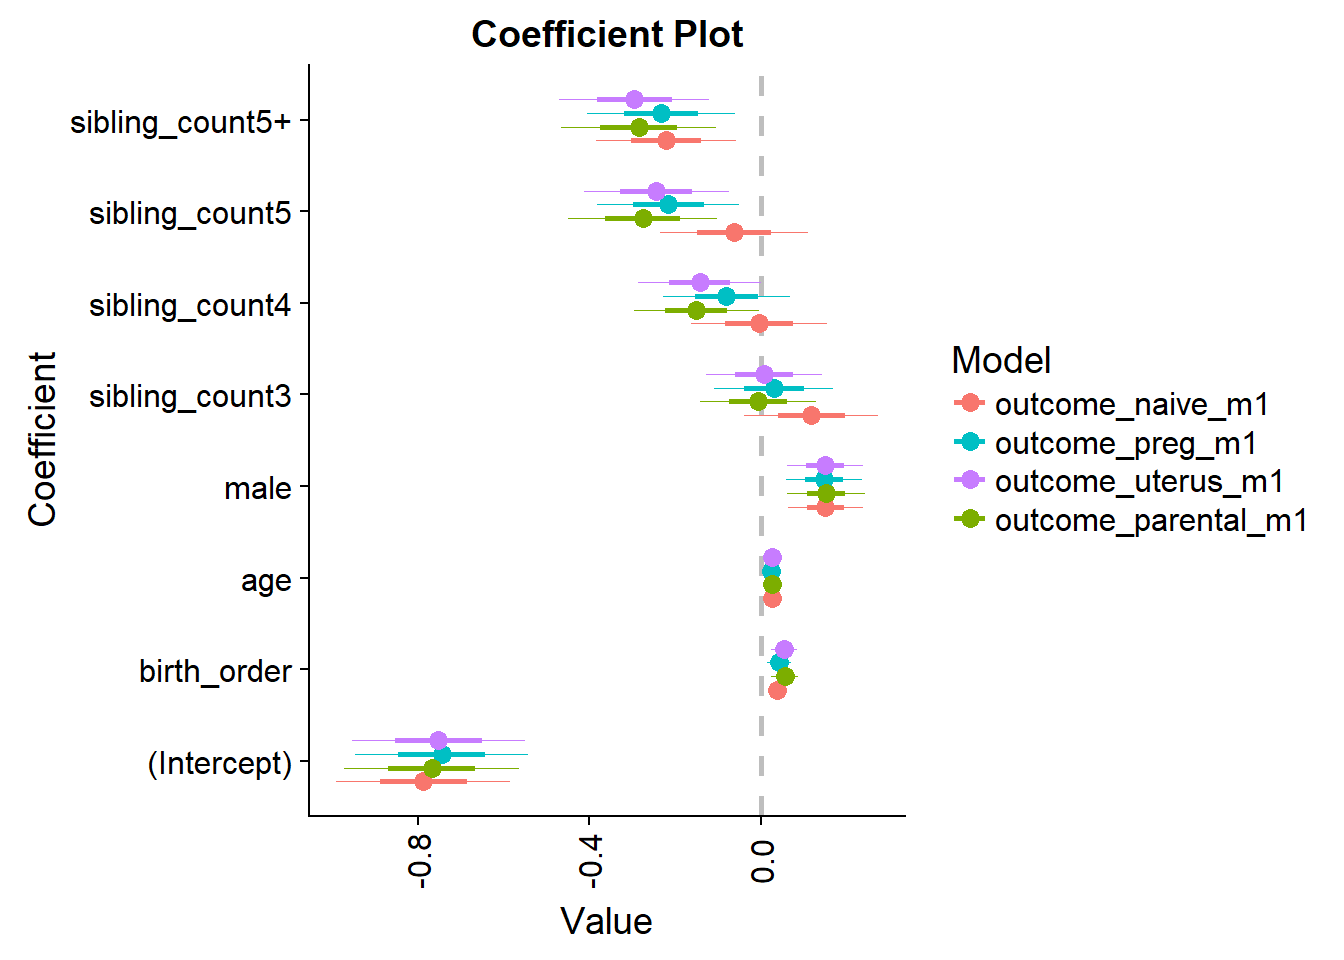 Coefficient Plot
Coefficient
sibling_count5+
sibling_count5
sibling_count4
sibling_count3
male
age
birth_order
(Intercept)
-0.8
-0.4
0.0
Value
Model
outcome_naive_m1
outcome_preg_m1
outcome_uterus_m1
outcome_parental_m1